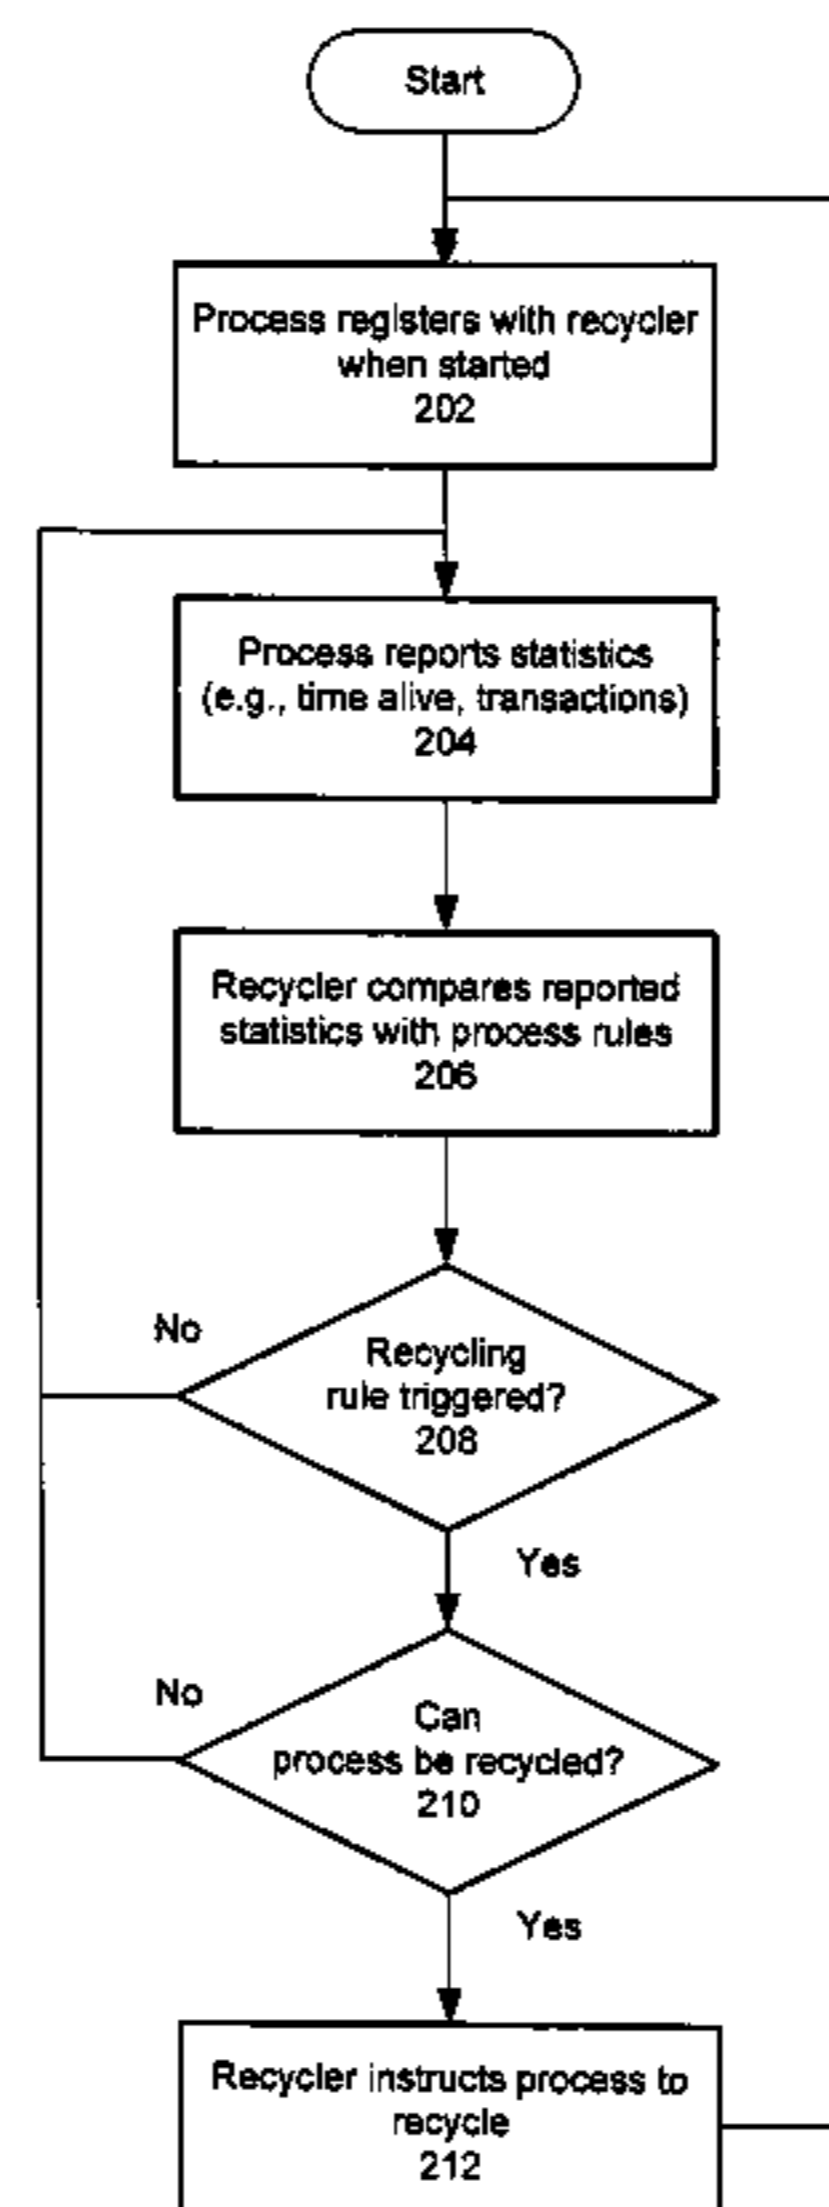 Start
Process registers with recycler
when started
202
Process reports statistics
(e.g., time alive, transactions)
204
Recycler compares reported
statistics with process rules
206
No
Recycling
rule triggered?
208
Yes
No
Can
process be recycled?
210
Yes
Recycler instructs process to
recycle
212